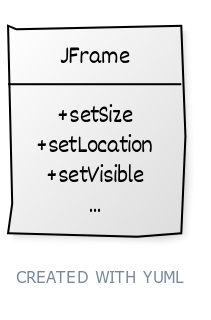 JFrame
+setSize
+setLocation
+setVisible
...
CREATED WITH YUML